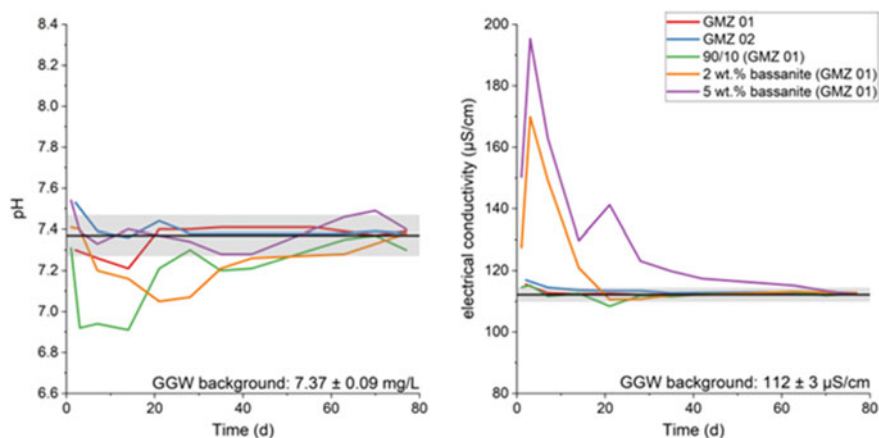 8.4
8.2
8.0
7.8
7.6
7.4
7.2
7.0
6.8
6.6
pH
0
20
40
60
80
Time (d)
GGW background: 7.37 ± 0.09 mg/L
200
180
160
140
120
100
80
electrical conductivity (µS/cm)
0
20
40
60
80
Time (d)
GGW background: 112 ± 3 µS/cm
GMZ 01
GMZ 02
90/10 (GMZ 01)
2 wt.% bassanite (GMZ 01)
5 wt.% bassanite (GMZ 01)